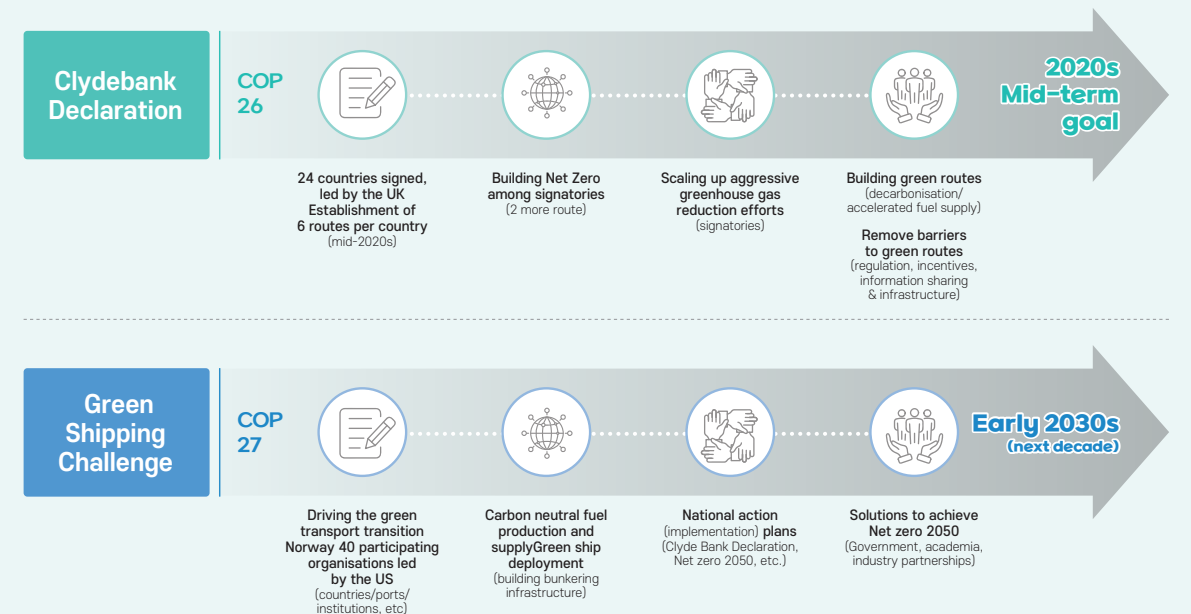 Clydebank
Declaration
COP
26
2020s
Mid-term
goal
24 countries signed,
led by the UK
Establishment of
6 routes per country
(mid-2020s)
Building Net Zero
among signatories
(2 more route)
Scaling up aggressive
greenhouse gas
reduction efforts
(signatories)
Building green routes
(decarbonisation/
accelerated fuel supply)
Remove barriers
to green routes
(regulation, incentives,
information sharing
& infrastructure)
Green
Shipping
Challenge
COP
27
Early 2030s
(next decade)
Driving the green
transport transition
Norway 40 participating
organisations led
by the US
(countries/ports/
institutions, etc)
Carbon neutral fuel
production and
supplyGreen ship
deployment
(building bunkering
infrastructure)
National action
(implementation) plans
(Clyde Bank Declaration,
Net zero 2050, etc.)
Solutions to achieve
Net zero 2050
(Government, academia,
industry partnerships)